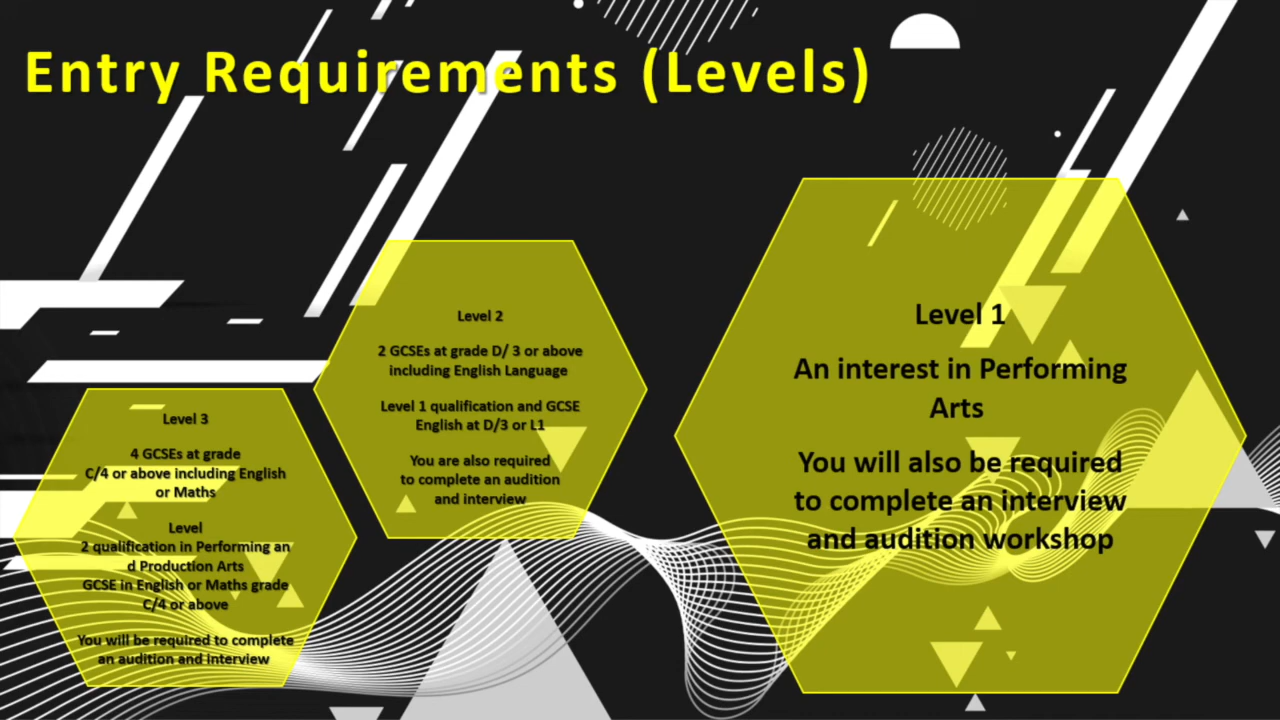 Entry Requirements (Levels)
Level 3
4 GCSEs at grade
C/4 or above including English
or Maths
Level
2 qualification in Performing an
d Production Arts
GCSE in English or Maths grade
C/4 or above
You will be required to complete
an audition and interview
Level 2
2 GCSEs at grade D/ 3 or above
including English Language
Level 1 qualification and GCSE
English at D/3 or L1
You are also required
to complete an audition
and interview
Level 1
An interest in Performing
Arts
You will also be required
to complete an interview
and audition workshop